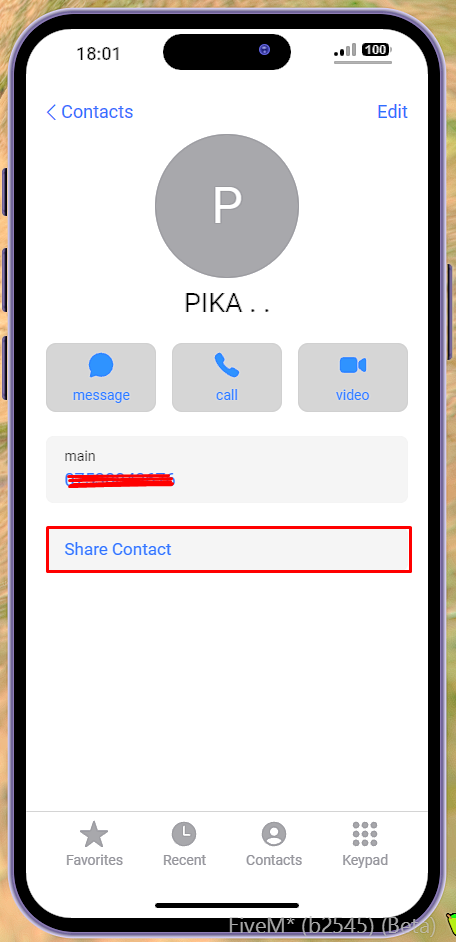 18:01
100
Contacts
Edit
P
PIKA . .
message
call
video
main
Share Contact
Favorites
Recent
Contacts
Keypad
FiveM* (b2545) (Beta)